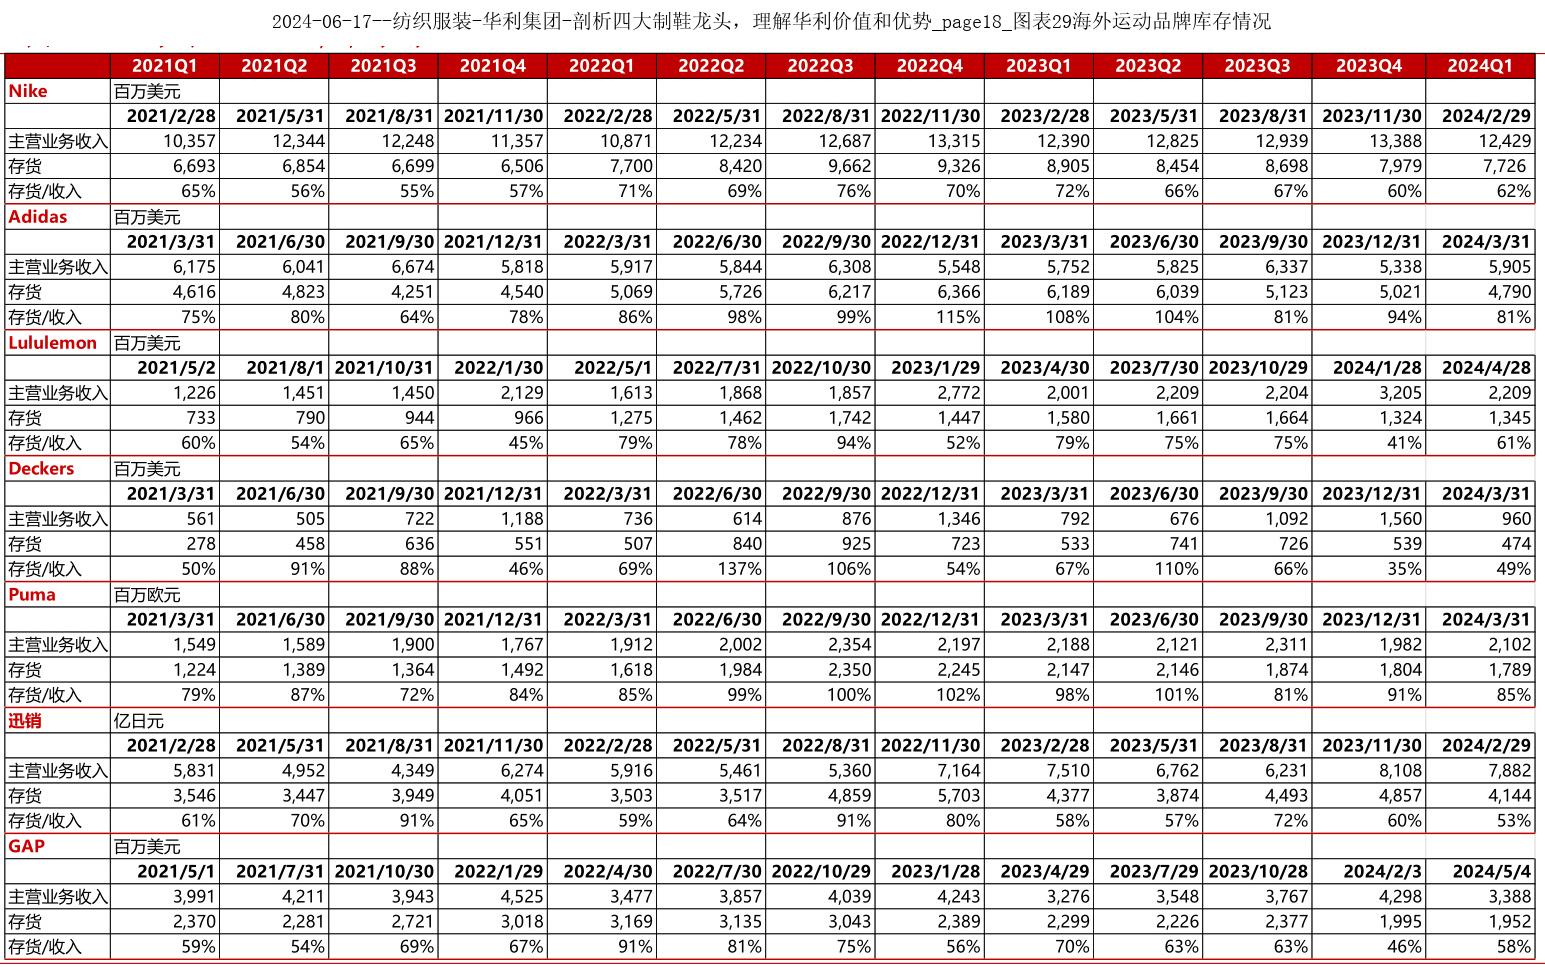 2024-06-17--纺织服装-华利集团-剖析四大制鞋龙头，理解华利价值和优势_page18_图表29海外运动品牌库存情况
2021Q1 2021Q2 2021Q3 2021Q4 2022Q1 2022Q2 2022Q3 2022Q4 2023Q1 2023Q2 2023Q3 2023Q4 2024Q1
Nike 百万美元
2021/2/28 2021/5/31 2021/8/31 2021/11/30 2022/2/28 2022/5/31 2022/8/31 2022/11/30 2023/2/28 2023/5/31 2023/8/31 2023/11/30 2024/2/29
主营业务收入 10,357 12,344 12,248 11,357 10,871 12,234 12,687 13,315 12,390 12,825 12,939 13,388 12,429
存货 6,693 6,854 6,699 6,506 7,700 8,420 9,662 9,326 8,905 8,454 8,698 7,979 7,726
存货/收入 65% 56% 55% 57% 71% 69% 76% 70% 72% 66% 67% 60% 62%
Adidas 百万美元
2021/3/31 2021/6/30 2021/9/30 2021/12/31 2022/3/31 2022/6/30 2022/9/30 2022/12/31 2023/3/31 2023/6/30 2023/9/30 2023/12/31 2024/3/31
主营业务收入 6,175 6,041 6,674 5,818 5,917 5,844 6,308 5,548 5,752 5,825 6,337 5,338 5,905
存货 4,616 4,823 4,251 4,540 5,069 5,726 6,217 6,366 6,189 6,039 5,123 5,021 4,790
存货/收入 75% 80% 64% 78% 86% 98% 99% 115% 108% 104% 81% 94% 81%
Lululemon 百万美元
2021/5/2 2021/8/1 2021/10/31 2022/1/30 2022/5/1 2022/7/31 2022/10/30 2023/1/29 2023/4/30 2023/7/30 2023/10/29 2024/1/28 2024/4/28
主营业务收入 1,226 1,451 1,450 2,129 1,613 1,868 1,857 2,772 2,001 2,209 2,204 3,205 2,209
存货 733 790 944 966 1,275 1,462 1,742 1,447 1,580 1,661 1,664 1,324 1,345
存货/收入 60% 54% 65% 45% 79% 78% 94% 52% 79% 75% 75% 41% 61%
Deckers 百万美元
2021/3/31 2021/6/30 2021/9/30 2021/12/31 2022/3/31 2022/6/30 2022/9/30 2022/12/31 2023/3/31 2023/6/30 2023/9/30 2023/12/31 2024/3/31
主营业务收入 561 505 722 1,188 736 614 876 1,346 792 676 1,092 1,560 960
存货 278 458 636 551 507 840 925 723 533 741 726 539 474
存货/收入 50% 91% 88% 46% 69% 137% 106% 54% 67% 110% 66% 35% 49%
Puma 百万欧元
2021/3/31 2021/6/30 2021/9/30 2021/12/31 2022/3/31 2022/6/30 2022/9/30 2022/12/31 2023/3/31 2023/6/30 2023/9/30 2023/12/31 2024/3/31
主营业务收入 1,549 1,589 1,900 1,767 1,912 2,002 2,354 2,197 2,188 2,121 2,311 1,982 2,102
存货 1,224 1,389 1,364 1,492 1,618 1,984 2,350 2,245 2,147 2,146 1,874 1,804 1,789
存货/收入 79% 87% 72% 84% 85% 99% 100% 102% 98% 101% 81% 91% 85%
迅销 亿日元
2021/2/28 2021/5/31 2021/8/31 2021/11/30 2022/2/28 2022/5/31 2022/8/31 2022/11/30 2023/2/28 2023/5/31 2023/8/31 2023/11/30 2024/2/29
主营业务收入 5,831 4,952 4,349 6,274 5,916 5,461 5,360 7,164 7,510 6,762 6,231 8,108 7,882
存货 3,546 3,447 3,949 4,051 3,503 3,517 4,859 5,703 4,377 3,874 4,493 4,857 4,144
存货/收入 61% 70% 91% 65% 59% 64% 91% 80% 58% 57% 72% 60% 53%
GAP 百万美元
2021/5/1 2021/7/31 2021/10/30 2022/1/29 2022/4/30 2022/7/30 2022/10/29 2023/1/28 2023/4/29 2023/7/29 2023/10/28 2024/2/3 2024/5/4
主营业务收入 3,991 4,211 3,943 4,525 3,477 3,857 4,039 4,243 3,276 3,548 3,767 4,298 3,388
存货 2,370 2,281 2,721 3,018 3,169 3,135 3,043 2,389 2,299 2,226 2,377 1,995 1,952
存货/收入 59% 54% 69% 67% 91% 81% 75% 56% 70% 63% 63% 46% 58%